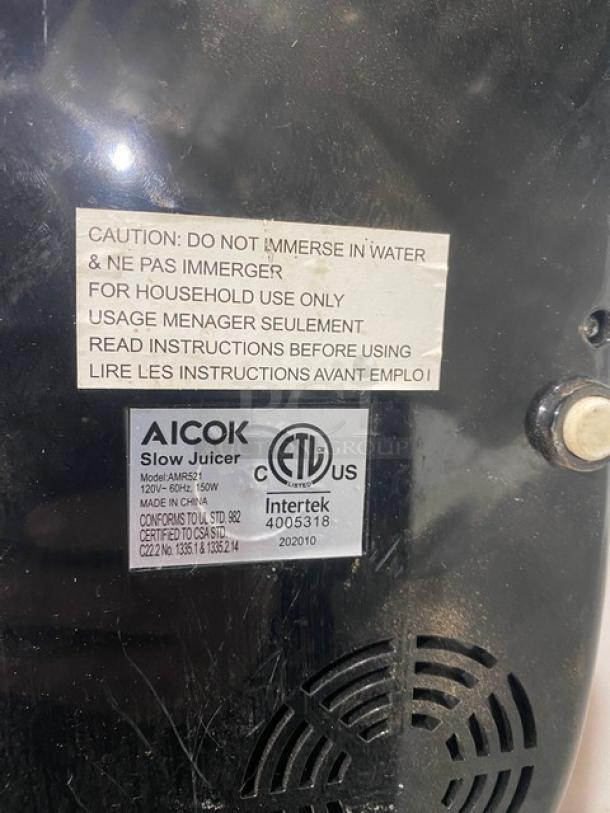 CAUTION: DO NOT IMMERSE IN WATER
& NE PAS IMMERGER
FOR HOUSEHOLD USE ONLY
USAGE MENAGER SEULEMENT
READ INSTRUCTIONS BEFORE USING
LIRE LES INSTRUCTIONS AVANT EMPLOI
AICOK
Slow Juicer
Model:AMR521
120V~ 60Hz, 150W
MADE IN CHINA
CONFORMS TO UL STD. 982
CERTIFIED TO CSA STD.
C22.2 No. 1335.1 & 1335.2.14
C ETL US
LISTED
Intertek
4005318
202010
GROUP